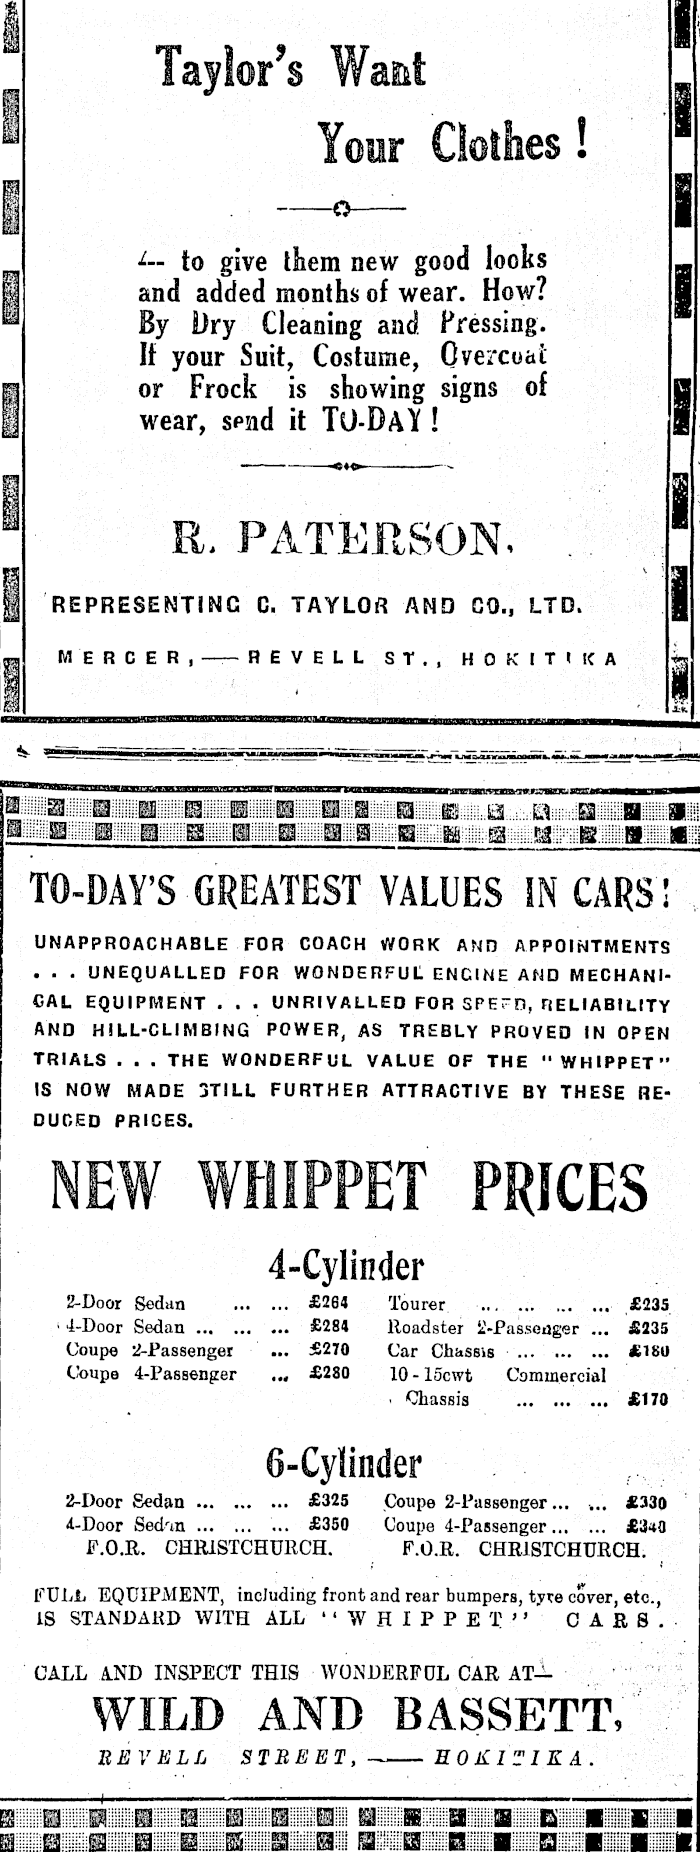 Taylor's Want
Your Clothes !
-- to give them new good looks
and added months of wear. How?
By Dry Cleaning and Pressing.
If your Suit, Costume, Overcoat
or Frock is showing signs of
wear, send it TO-DAY !
R. PATERSON,
REPRESENTING C. TAYLOR AND CO., LTD.
MERCER,—REVELL ST., HOKITIKA
TO-DAY'S GREATEST VALUES IN CARS !
UNAPPROACHABLE FOR COACH WORK AND APPOINTMENTS
. . . UNEQUALLED FOR WONDERFUL ENGINE AND MECHANI-
CAL EQUIPMENT . . . UNRIVALLED FOR SPEED, RELIABILITY
AND HILL-CLIMBING POWER, AS TREBLY PROVED IN OPEN
TRIALS . . . THE WONDERFUL VALUE OF THE "WHIPPET"
IS NOW MADE STILL FURTHER ATTRACTIVE BY THESE RE-
DUCED PRICES.
NEW WHIPPET PRICES
4-Cylinder
2-Door Sedan ... ... £264
4-Door Sedan ... ... ... £284
Coupe 2-Passenger ... £270
Coupe 4-Passenger ... £280
Tourer ... ... ... ... £235
Roadster 2-Passenger ... £235
Car Chassis ... ... ... £180
10-15cwt Commercial
Chassis ... ... ... £170
6-Cylinder
2-Door Sedan ... ... ... £325
4-Door Sedan ... ... ... £350
F.O.R. CHRISTCHURCH.
Coupe 2-Passenger ... ... £330
Coupe 4-Passenger ... ... £340
F.O.R. CHRISTCHURCH.
FULL EQUIPMENT, including front and rear bumpers, tyre cover, etc.,
IS STANDARD WITH ALL "WHIPPET" CARS.
CALL AND INSPECT THIS WONDERFUL CAR AT—
WILD AND BASSETT,
REVELL STREET,—HOKITIKA.